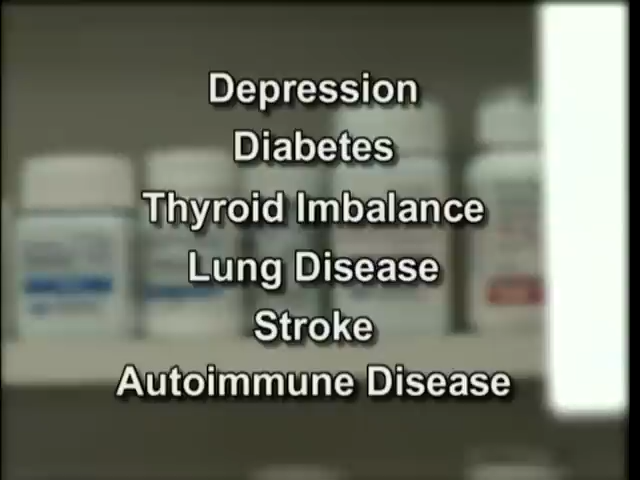 Depression
Diabetes
Thyroid Imbalance
Lung Disease
Stroke
Autoimmune Disease